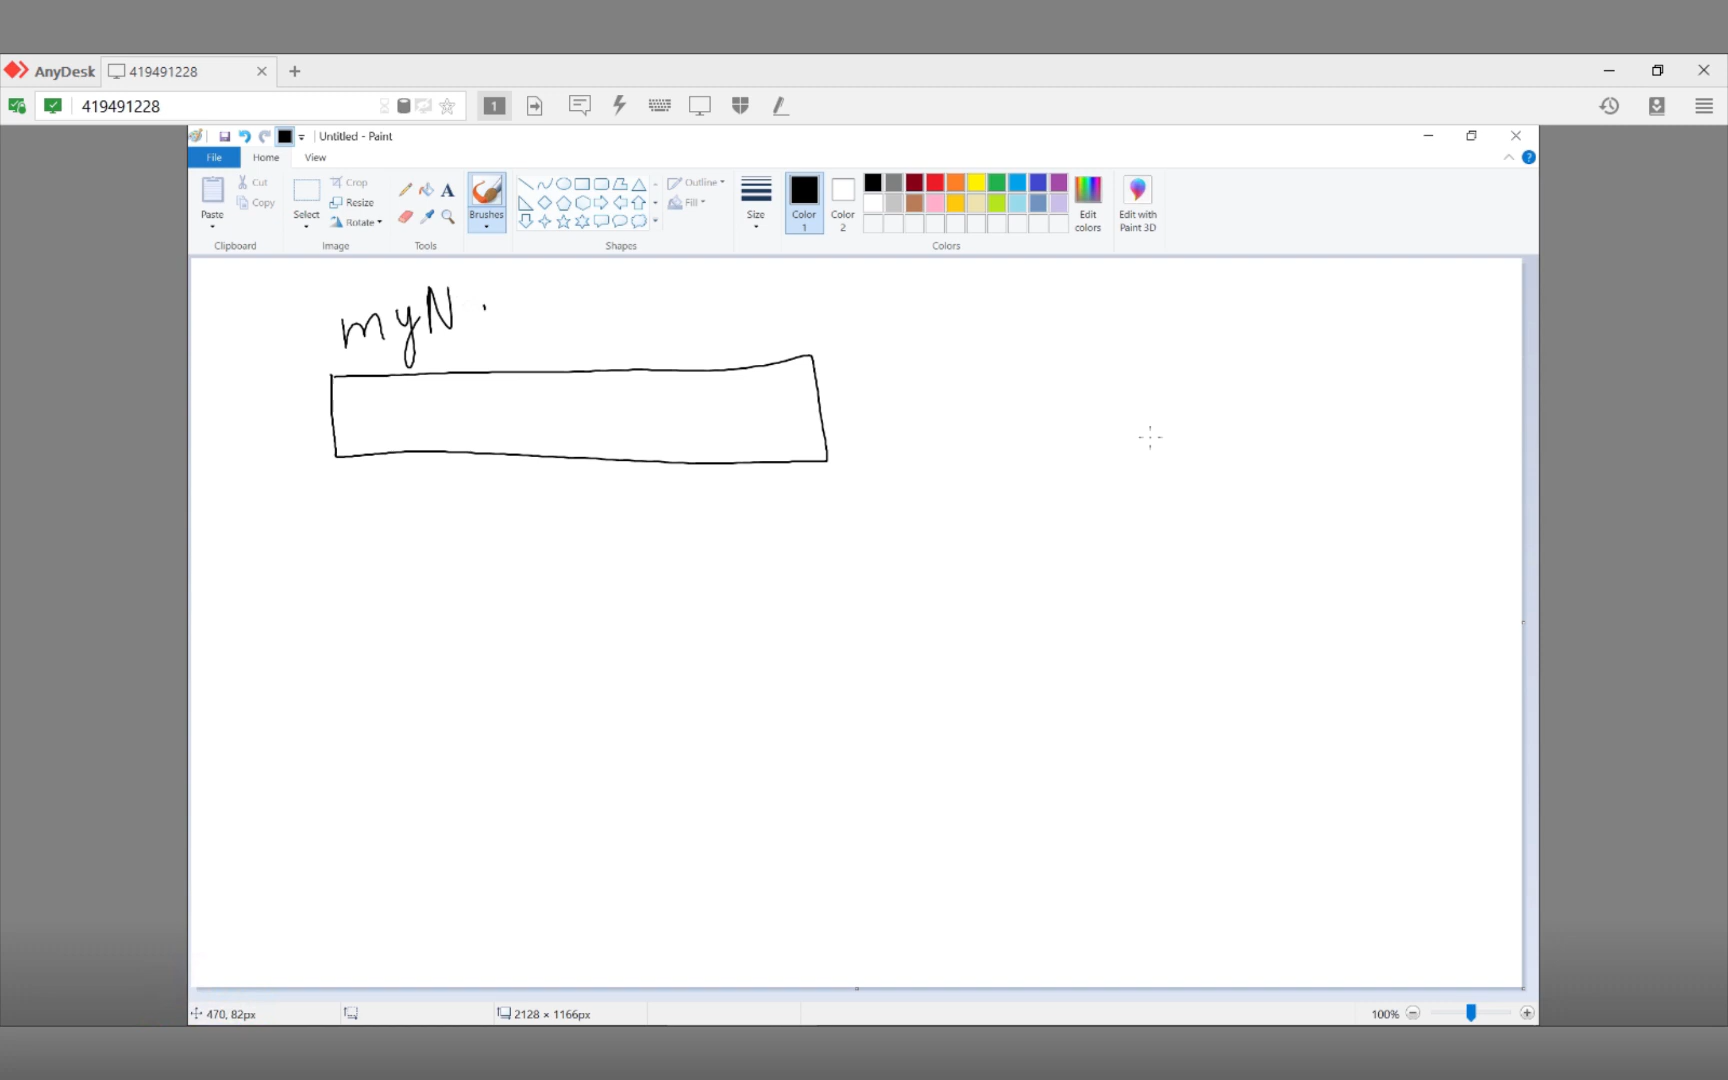 AnyDesk 419491228
419491228 1
Untitled - Paint
File Home View
Cut Crop Outline
Paste Copy Select Resize A Brushes Fill Size Color 1 Color 2 Edit colors Edit with Paint 3D
Rotate
Clipboard Image Tools Shapes Colors
myN
470, 82px 2128 × 1166px 100%